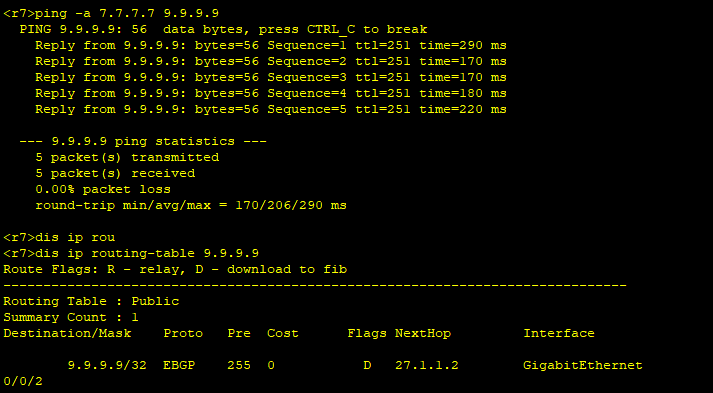 <r7>ping -a 7.7.7.7 9.9.9.9
  PING 9.9.9.9: 56  data bytes, press CTRL_C to break
    Reply from 9.9.9.9: bytes=56 Sequence=1 ttl=251 time=290 ms
    Reply from 9.9.9.9: bytes=56 Sequence=2 ttl=251 time=170 ms
    Reply from 9.9.9.9: bytes=56 Sequence=3 ttl=251 time=170 ms
    Reply from 9.9.9.9: bytes=56 Sequence=4 ttl=251 time=180 ms
    Reply from 9.9.9.9: bytes=56 Sequence=5 ttl=251 time=220 ms
  --- 9.9.9.9 ping statistics ---
    5 packet(s) transmitted
    5 packet(s) received
    0.00% packet loss
    round-trip min/avg/max = 170/206/290 ms
<r7>dis ip rou
<r7>dis ip routing-table 9.9.9.9
Route Flags: R - relay, D - download to fib
------------------------------------------------------------------------------
Routing Table : Public
Summary Count : 1
Destination/Mask    Proto   Pre  Cost      Flags NextHop         Interface
        9.9.9.9/32  EBGP    255  0           D   27.1.1.2        GigabitEthernet
0/0/2